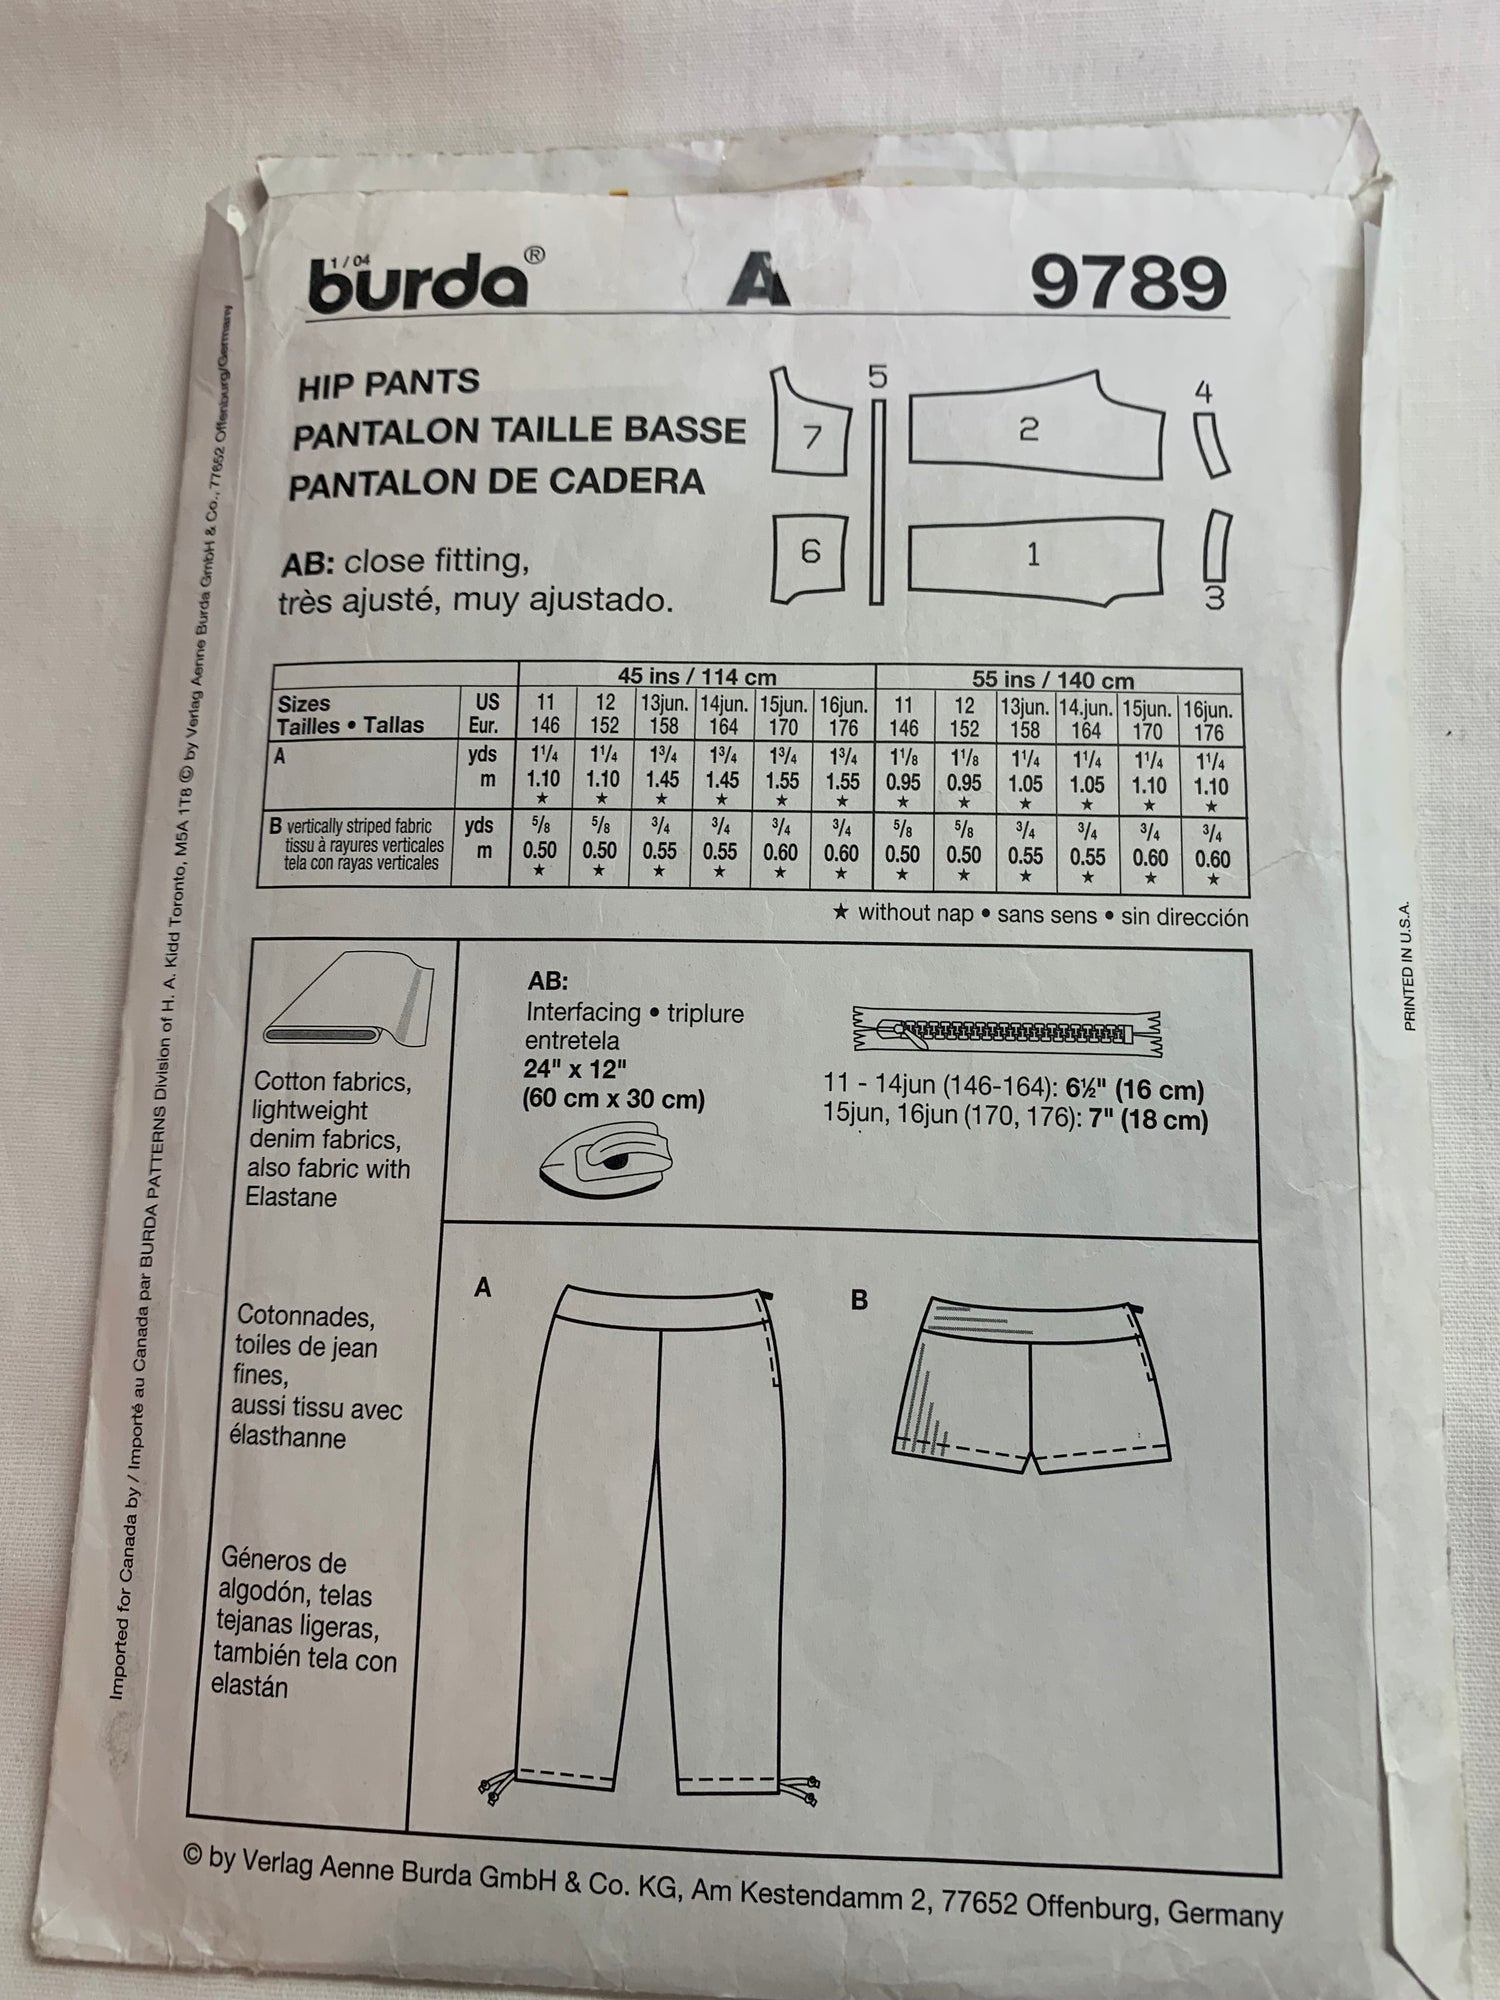 burda®
1/04
A
9789
HIP PANTS
PANTALON TAILLE BASSE
PANTALON DE CADERA
AB: close fitting,
très ajusté, muy ajustado.
7
5
2
4
6
1
3
45 ins / 114 cm 55 ins / 140 cm
Sizes US 11 12 13jun. 14jun. 15jun. 16jun. 11 12 13jun. 14.jun. 15jun. 16jun.
Tailles • Tallas Eur. 146 152 158 164 170 176 146 152 158 164 170 176
A yds 1¼ 1¼ 1¾ 1¾ 1¾ 1¾ 1⅛ 1⅛ 1¼ 1¼ 1¼ 1¼
m 1.10 1.10 1.45 1.45 1.55 1.55 0.95 0.95 1.05 1.05 1.10 1.10
★ ★ ★ ★ ★ ★ ★ ★ ★ ★ ★ ★
B vertically striped fabric yds ⅝ ⅝ ¾ ¾ ¾ ¾ ⅝ ⅝ ¾ ¾ ¾ ¾
tissu à rayures verticales m 0.50 0.50 0.55 0.55 0.60 0.60 0.50 0.50 0.55 0.55 0.60 0.60
tela con rayas verticales ★ ★ ★ ★ ★ ★ ★ ★ ★ ★ ★ ★
★ without nap • sans sens • sin dirección
Cotton fabrics,
lightweight
denim fabrics,
also fabric with
Elastane
Cotonnades,
toiles de jean
fines,
aussi tissu avec
élasthanne
Géneros de
algodón, telas
tejanas ligeras,
también tela con
elastán
AB:
Interfacing • triplure
entretela
24" x 12"
(60 cm x 30 cm)
11 - 14jun (146-164): 6½" (16 cm)
15jun, 16jun (170, 176): 7" (18 cm)
A
B
© by Verlag Aenne Burda GmbH & Co. KG, Am Kestendamm 2, 77652 Offenburg, Germany
Imported for Canada by / Importé au Canada par BURDA PATTERNS Division of H. A. Kidd Toronto, M5A 1T8 © by Verlag Aenne Burda GmbH & Co., 77652 Offenburg/Germany
PRINTED IN U.S.A.